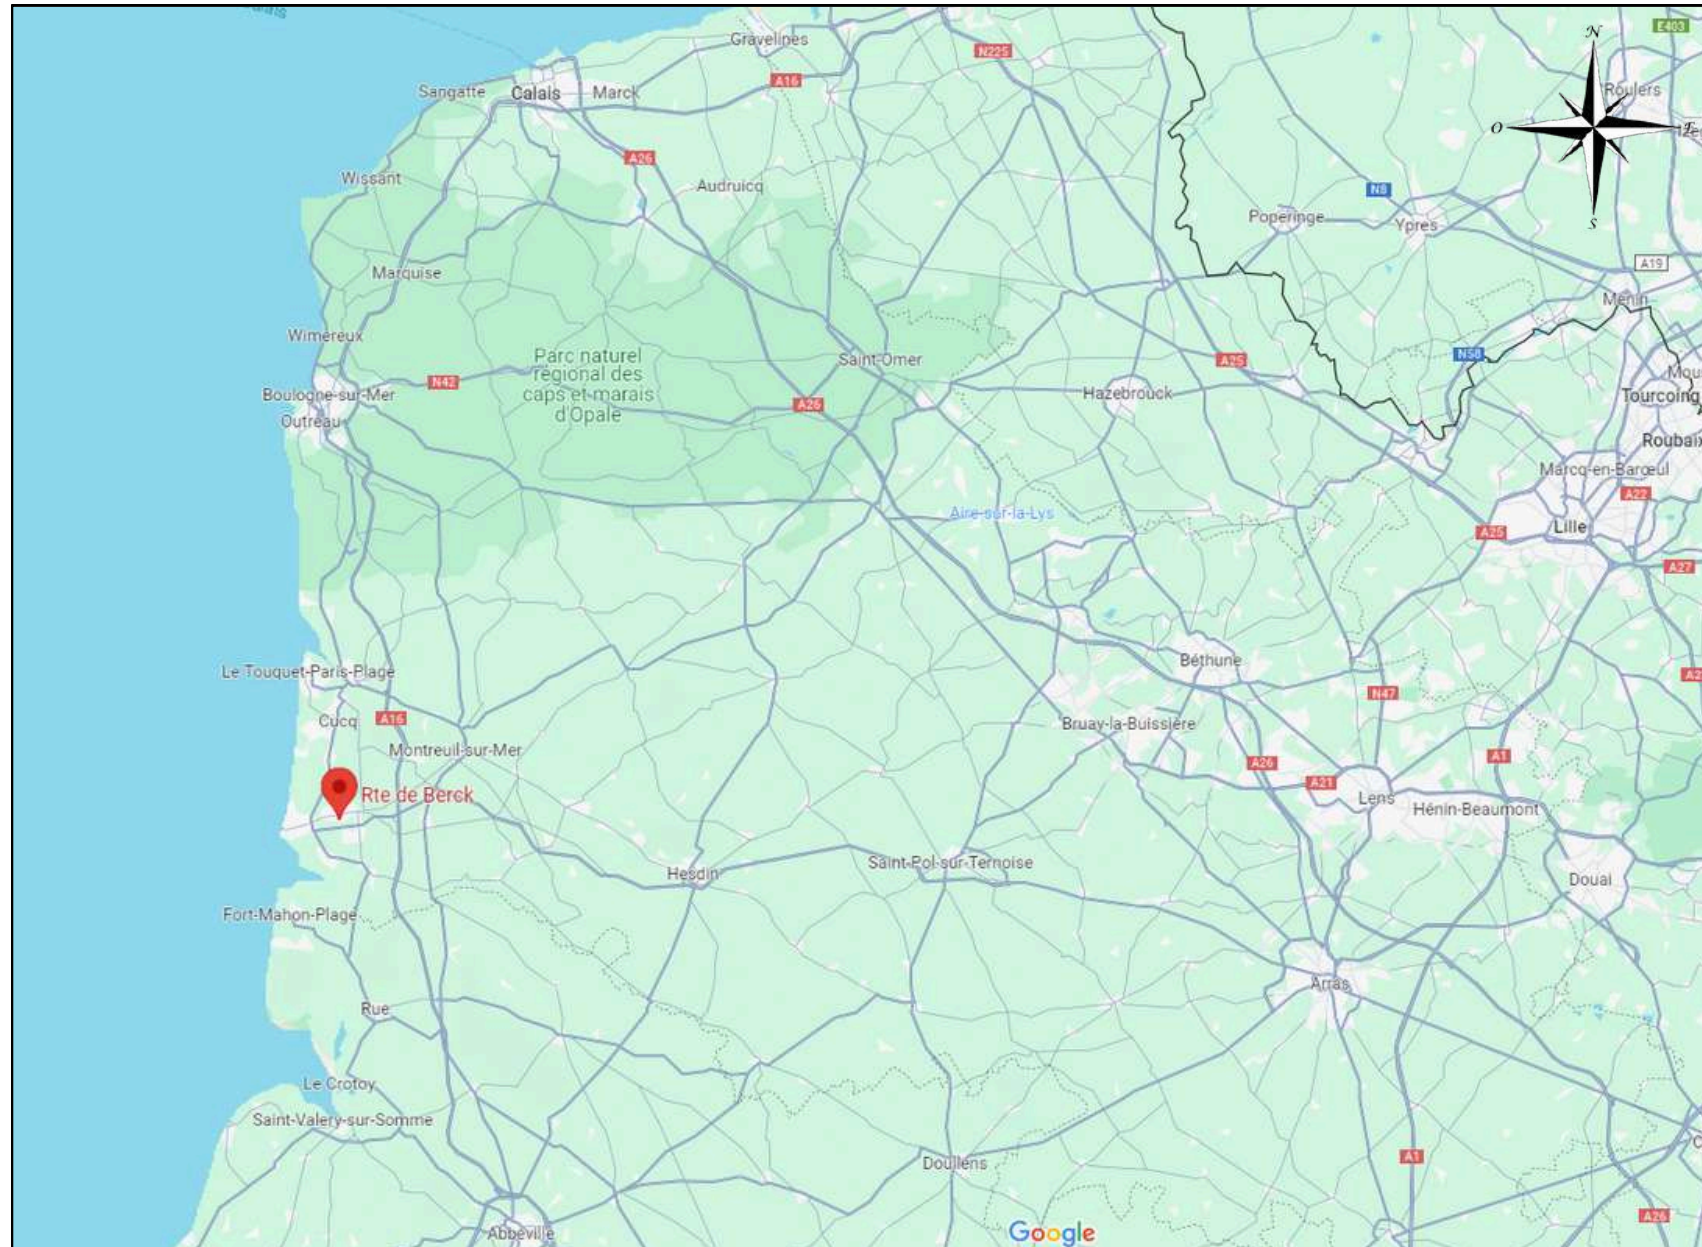 Gravelines
N225
E403
N
A16
Sangatte
Calais
Marck
Roulers
O
E
A26
Wissant
Audruicq
N8
S
Poperinge
Ypres
A19
Marquise
Menin
Wimereux
Parc naturel
régional des
caps et marais
d'Opale
Saint-Omer
N58
A25
N42
Boulogne-sur-Mer
Hazebrouck
Tourcoing
A26
Outreau
Roubaix
Marcq-en-Barœul
A22
Aire-sur-la-Lys
Lille
A25
A27
Le Touquet-Paris-Plage
Béthune
N47
Cucq
A16
Bruay-la-Buissière
Montreuil-sur-Mer
A1
A26
A21
Rte de Berck
Lens
Hénin-Beaumont
Hesdin
Saint-Pol-sur-Ternoise
Douai
Fort-Mahon-Plage
Arras
Rue
Le Crotoy
Saint-Valery-sur-Somme
Doullens
A1
A26
Abbeville
Google